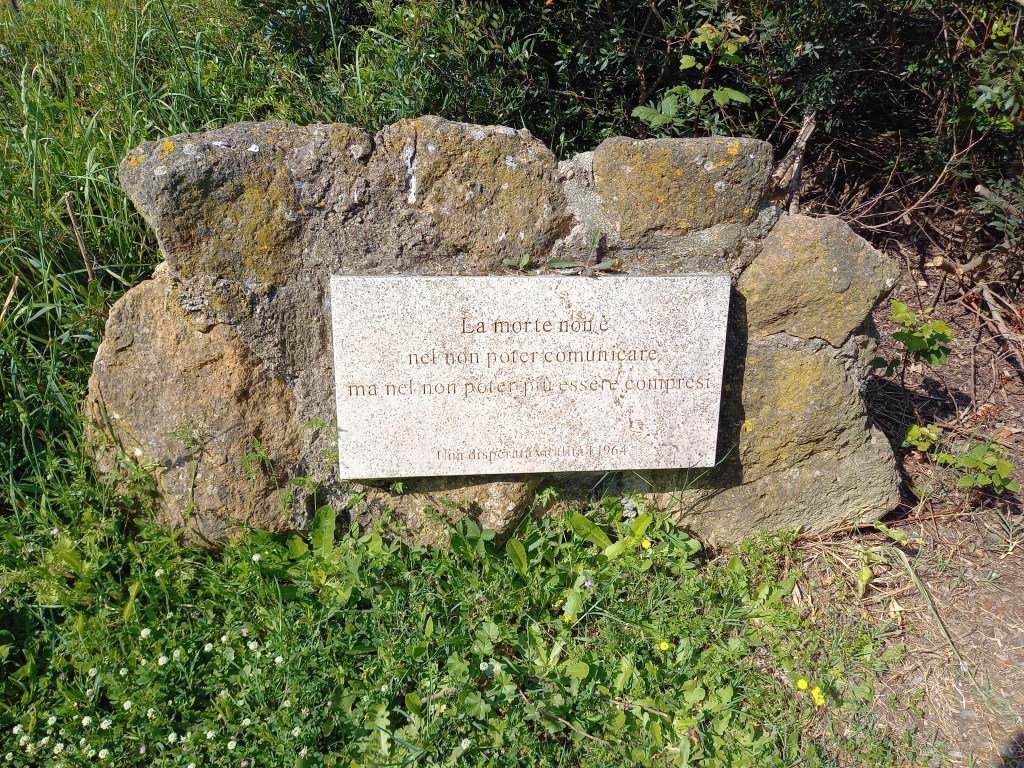 La morte non è
nel non poter comunicare,
ma nel non poter più essere compresi.
Una disperata vitalità 1964